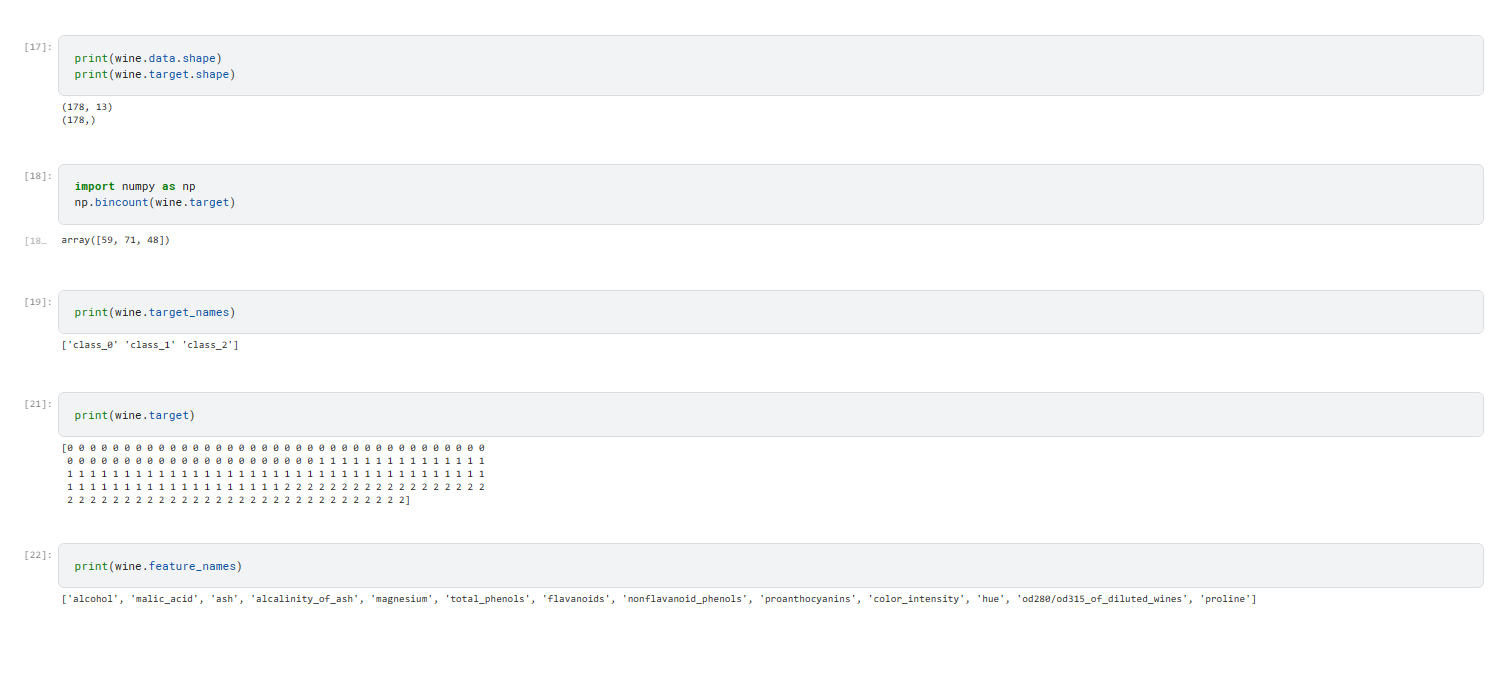 [17]:
print(wine.data.shape)
print(wine.target.shape)
(178, 13)
(178,)
[18]:
import numpy as np
np.bincount(wine.target)
[18… array([59, 71, 48])
[19]:
print(wine.target_names)
['class_0' 'class_1' 'class_2']
[21]:
print(wine.target)
[0 0 0 0 0 0 0 0 0 0 0 0 0 0 0 0 0 0 0 0 0 0 0 0 0 0 0 0 0 0 0 0 0 0 0 0 0
 0 0 0 0 0 0 0 0 0 0 0 0 0 0 0 0 0 0 0 0 0 0 1 1 1 1 1 1 1 1 1 1 1 1 1 1 1
 1 1 1 1 1 1 1 1 1 1 1 1 1 1 1 1 1 1 1 1 1 1 1 1 1 1 1 1 1 1 1 1 1 1 1 1 1
 1 1 1 1 1 1 1 1 1 1 1 1 1 1 1 1 1 1 1 2 2 2 2 2 2 2 2 2 2 2 2 2 2 2 2 2 2
 2 2 2 2 2 2 2 2 2 2 2 2 2 2 2 2 2 2 2 2 2 2 2 2 2 2 2 2 2 2]
[22]:
print(wine.feature_names)
['alcohol', 'malic_acid', 'ash', 'alcalinity_of_ash', 'magnesium', 'total_phenols', 'flavanoids', 'nonflavanoid_phenols', 'proanthocyanins', 'color_intensity', 'hue', 'od280/od315_of_diluted_wines', 'proline']